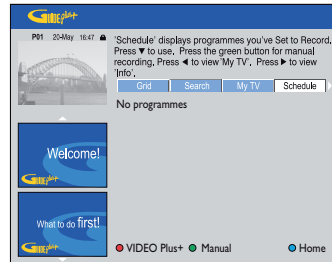 GUIDE Plus+
P01 20-May 16:47
'Schedule' displays programmes you've Set to Record.
Press ▼ to use. Press the green button for manual
recording, Press ◄ to view 'My TV', Press ► to view
'Info'.
Grid Search My TV Schedule
No programmes
Welcome!
GUIDE Plus+
What to do first!
GUIDE Plus+
VIDEO Plus+ Manual Home